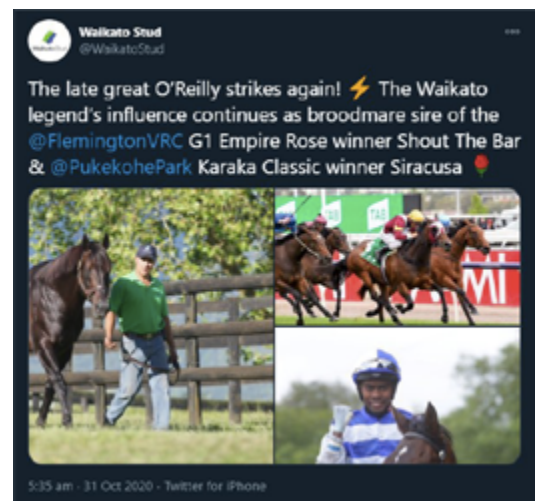 Waikato Stud
@WaikatoStud
The late great O'Reilly strikes again! ⚡ The Waikato
legend's influence continues as broodmare sire of the
@FlemingtonVRC G1 Empire Rose winner Shout The Bar
& @PukekohePark Karaka Classic winner Siracusa 🌹
TAB
TAB
5:35 am · 31 Oct 2020 · Twitter for iPhone